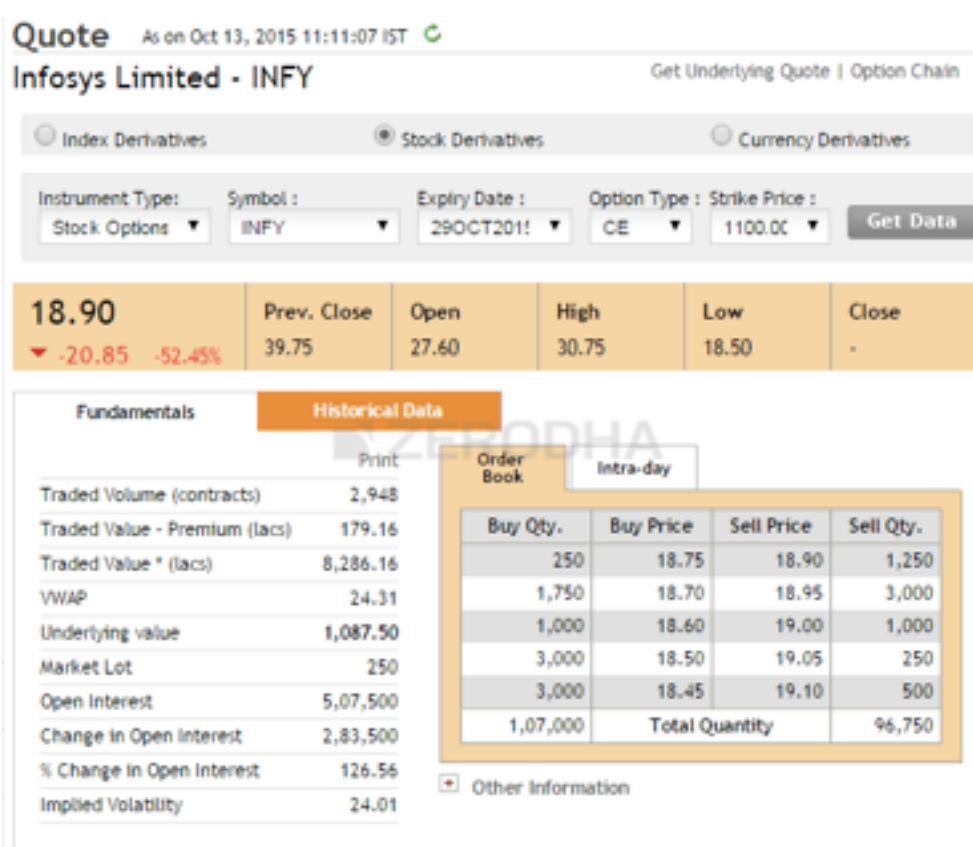 Quote As on Oct 13, 2015 11:11:07 IST
Infosys Limited - INFY Get Underlying Quote | Option Chain
Index Derivatives Stock Derivatives Currency Derivatives
Instrument Type: Symbol : Expiry Date : Option Type : Strike Price :
Stock Options INFY 29OCT201 CE 1100.0 Get Data
18.90 Prev. Close Open High Low Close
-20.85 -52.45% 39.75 27.60 30.75 18.50 -
Fundamentals Historical Data
ZERODHA
Print
Traded Volume (contracts) 2,948
Traded Value - Premium (lacs) 179.16
Traded Value * (lacs) 8,286.16
VWAP 24.31
Underlying value 1,087.50
Market Lot 250
Open Interest 5,07,500
Change in Open Interest 2,83,500
% Change in Open Interest 126.56
Implied Volatility 24.01
Order
Book
Intra-day
Buy Qty. Buy Price Sell Price Sell Qty.
250 18.75 18.90 1,250
1,750 18.70 18.95 3,000
1,000 18.60 19.00 1,000
3,000 18.50 19.05 250
3,000 18.45 19.10 500
1,07,000 Total Quantity 96,750
Other Information